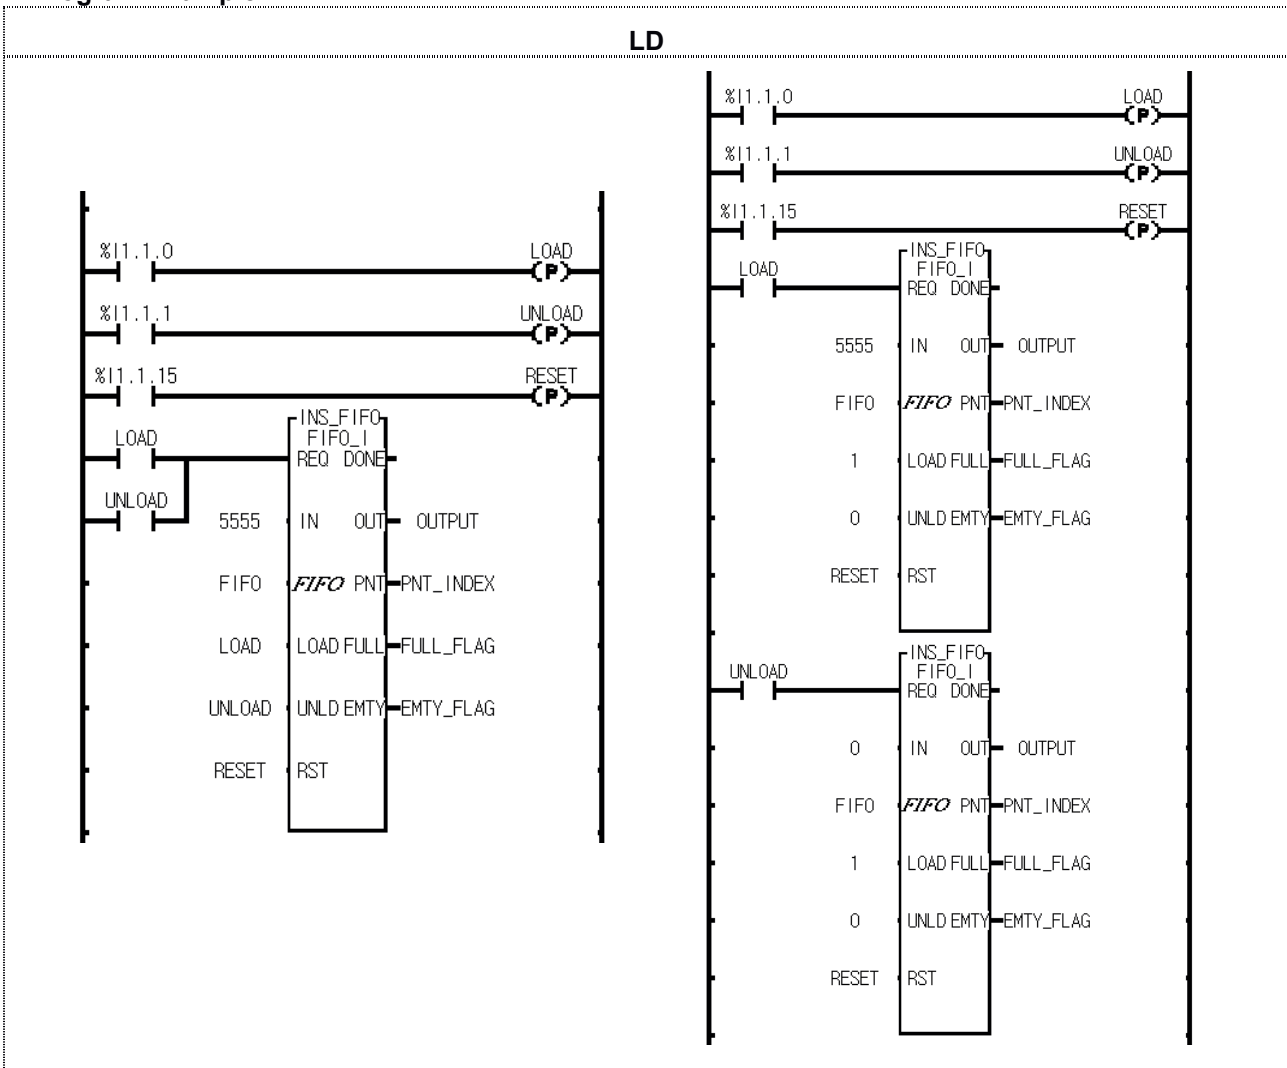 LD
%I1.1.0 LOAD
(P)
%I1.1.1 UNLOAD
(P)
%I1.1.15 RESET
(P)
INS_FIFO
LOAD FIFO_I
REQ DONE
UNLOAD
5555 IN OUT OUTPUT
FIFO FIFO PNT PNT_INDEX
LOAD LOAD FULL FULL_FLAG
UNLOAD UNLD EMTY EMTY_FLAG
RESET RST
%I1.1.0 LOAD
(P)
%I1.1.1 UNLOAD
(P)
%I1.1.15 RESET
(P)
INS_FIFO
LOAD FIFO_I
REQ DONE
5555 IN OUT OUTPUT
FIFO FIFO PNT PNT_INDEX
1 LOAD FULL FULL_FLAG
0 UNLD EMTY EMTY_FLAG
RESET RST
INS_FIFO
UNLOAD FIFO_I
REQ DONE
0 IN OUT OUTPUT
FIFO FIFO PNT PNT_INDEX
1 LOAD FULL FULL_FLAG
0 UNLD EMTY EMTY_FLAG
RESET RST